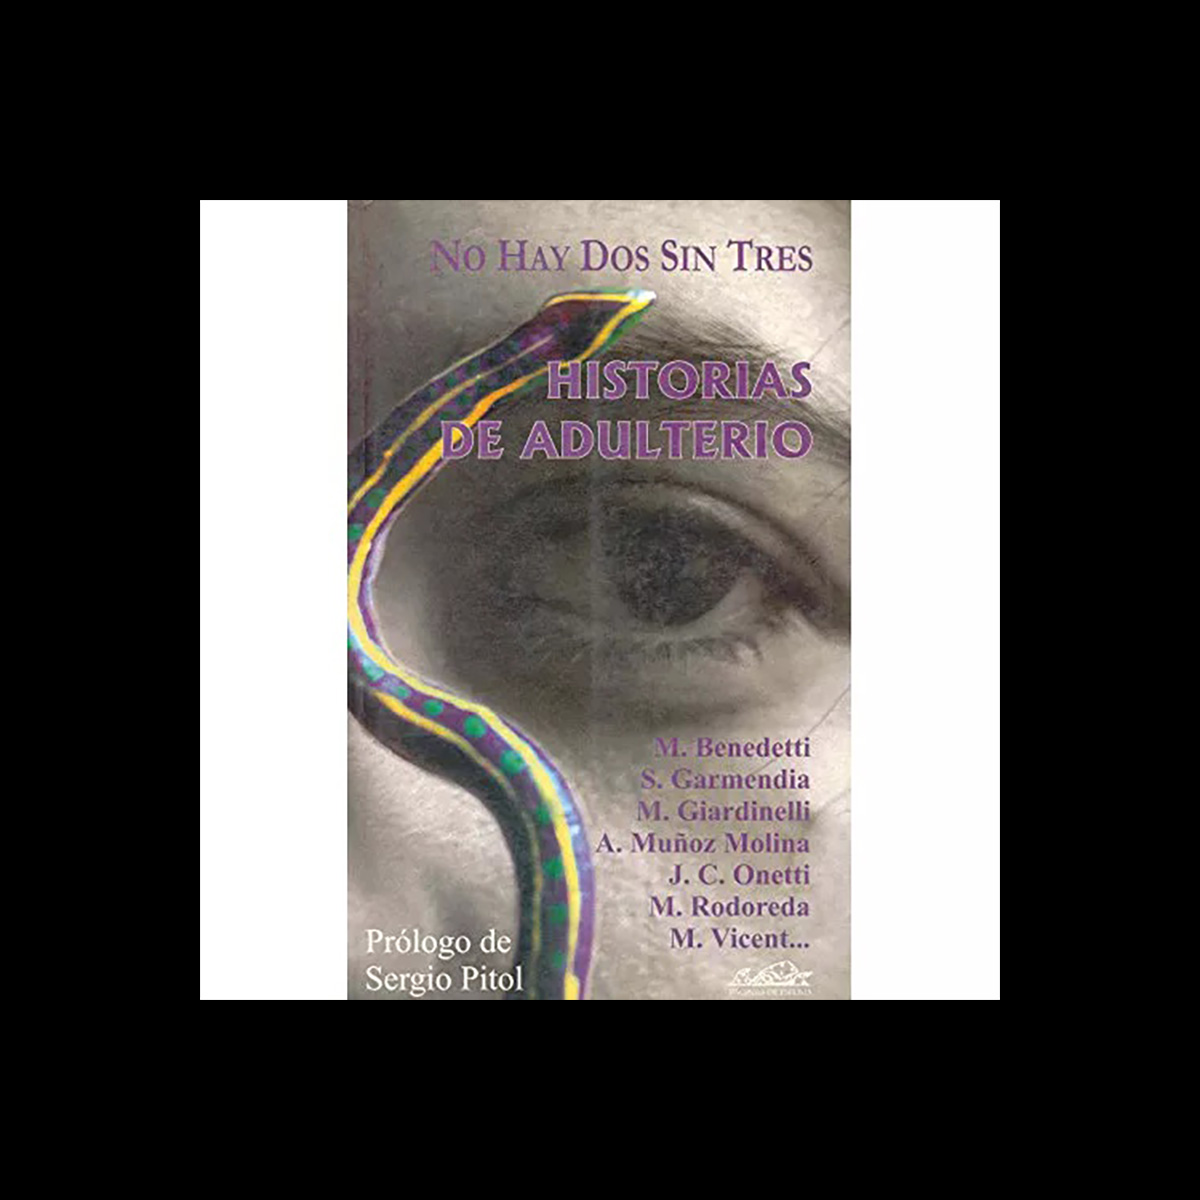 NO HAY DOS SIN TRES
HISTORIAS
DE ADULTERIO
M. Benedetti
S. Garmendia
M. Giardinelli
A. Muñoz Molina
J. C. Onetti
M. Rodoreda
M. Vicent...
Prólogo de
Sergio Pitol